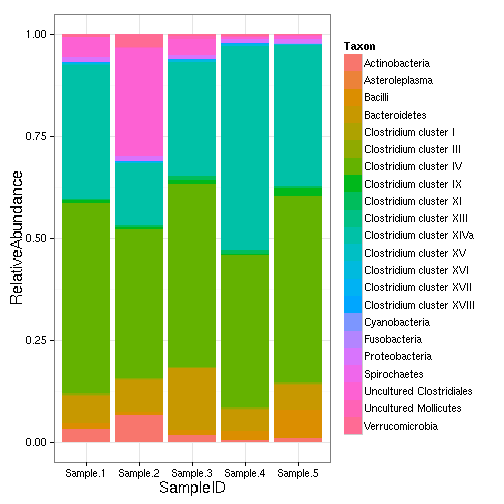 1.00
0.75
0.50
0.25
0.00
RelativeAbundance
Sample.1 Sample.2 Sample.3 Sample.4 Sample.5
SampleID
Taxon
Actinobacteria
Asteroleplasma
Bacilli
Bacteroidetes
Clostridium cluster I
Clostridium cluster III
Clostridium cluster IV
Clostridium cluster IX
Clostridium cluster XI
Clostridium cluster XIII
Clostridium cluster XIVa
Clostridium cluster XV
Clostridium cluster XVI
Clostridium cluster XVII
Clostridium cluster XVIII
Cyanobacteria
Fusobacteria
Proteobacteria
Spirochaetes
Uncultured Clostridiales
Uncultured Mollicutes
Verrucomicrobia